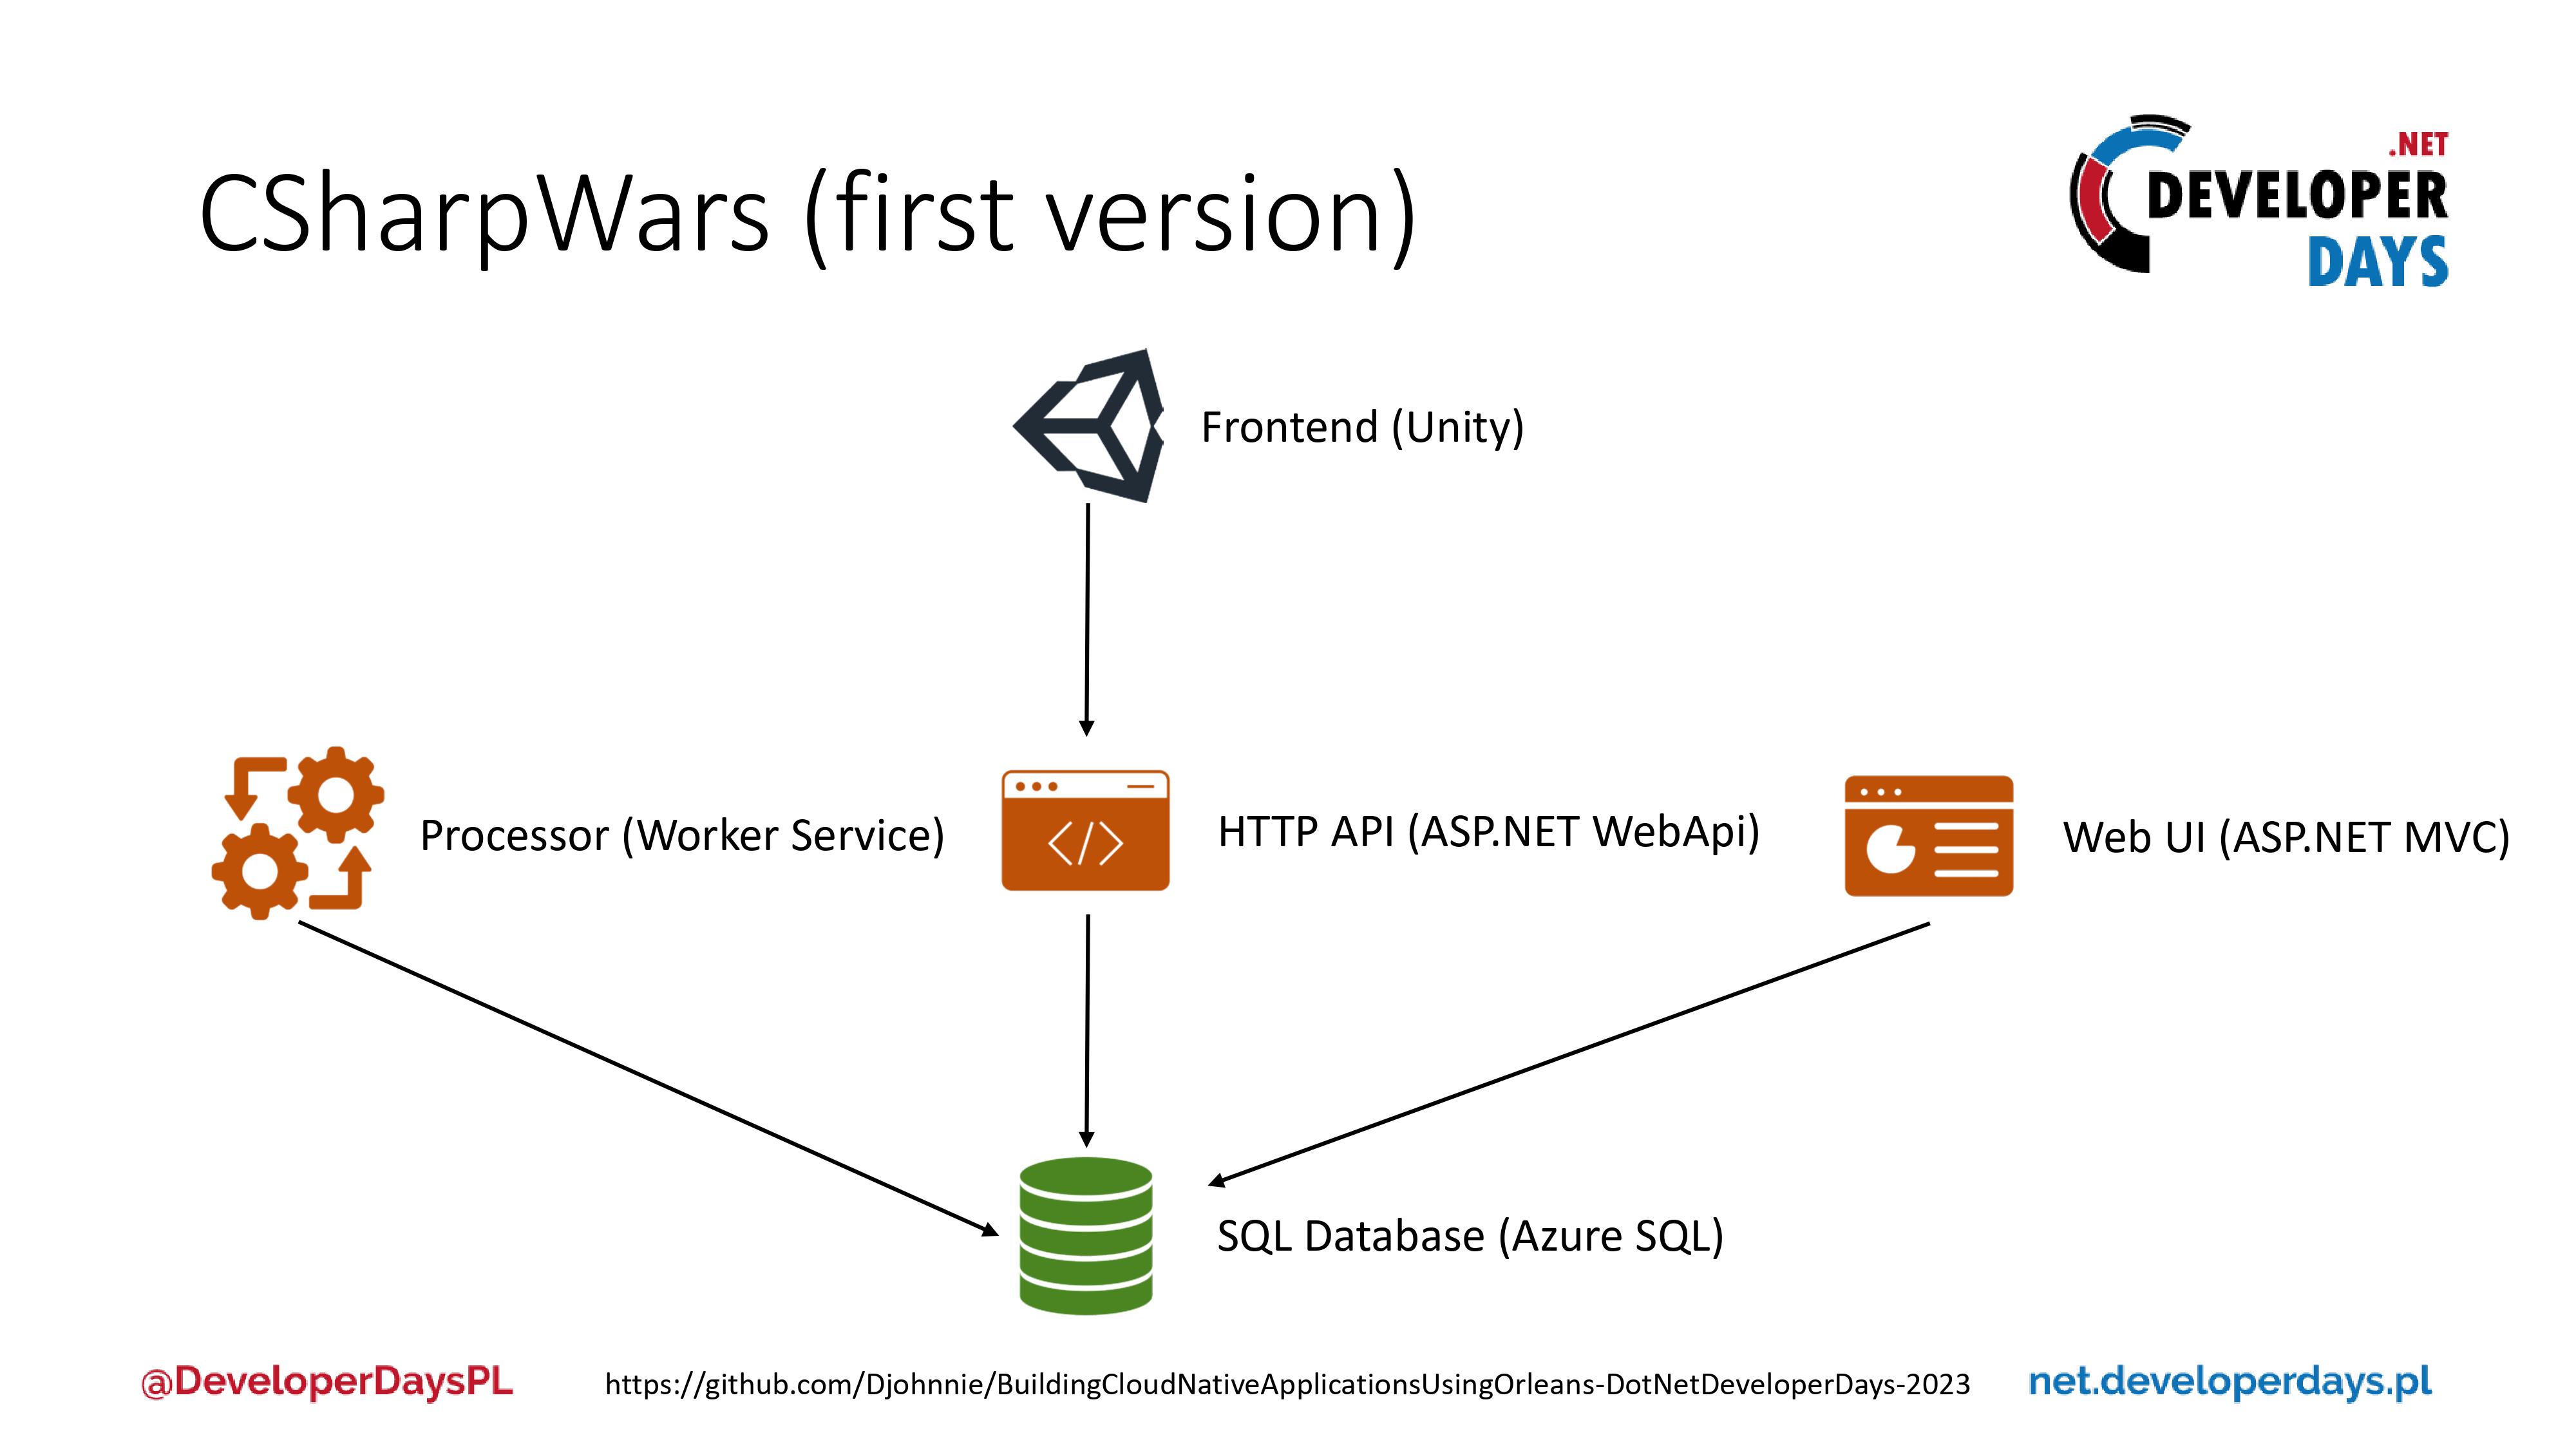 CSharpWars (first version)
.NET
DEVELOPER
DAYS
Frontend (Unity)
Processor (Worker Service)
HTTP API (ASP.NET WebApi)
Web UI (ASP.NET MVC)
SQL Database (Azure SQL)
@DeveloperDaysPL
https://github.com/Djohnnie/BuildingCloudNativeApplicationsUsingOrleans-DotNetDeveloperDays-2023
net.developerdays.pl